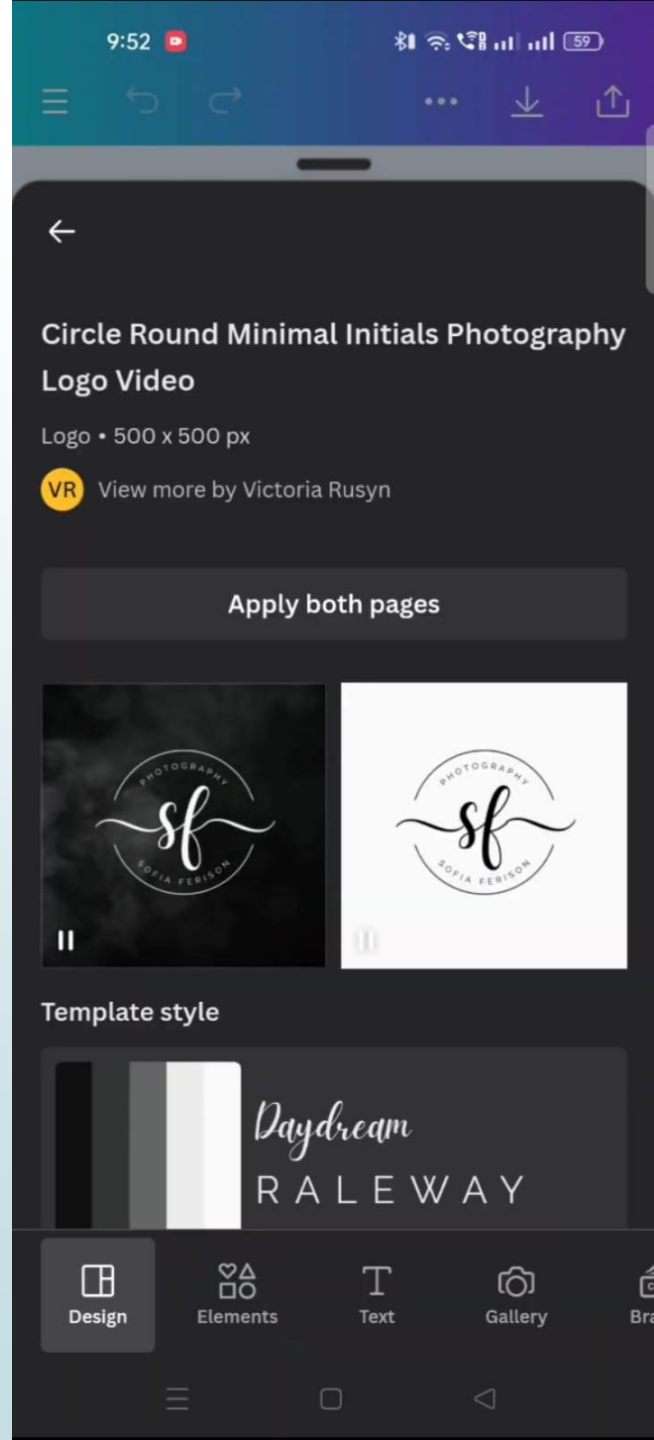 9:52
59
Circle Round Minimal Initials Photography
Logo Video
Logo • 500 x 500 px
VR View more by Victoria Rusyn
Apply both pages
PHOTOGRAPHY
sf
SOFIA FERISON
PHOTOGRAPHY
sf
SOFIA FERISON
Template style
Daydream
RALEWAY
Design Elements Text Gallery Bra